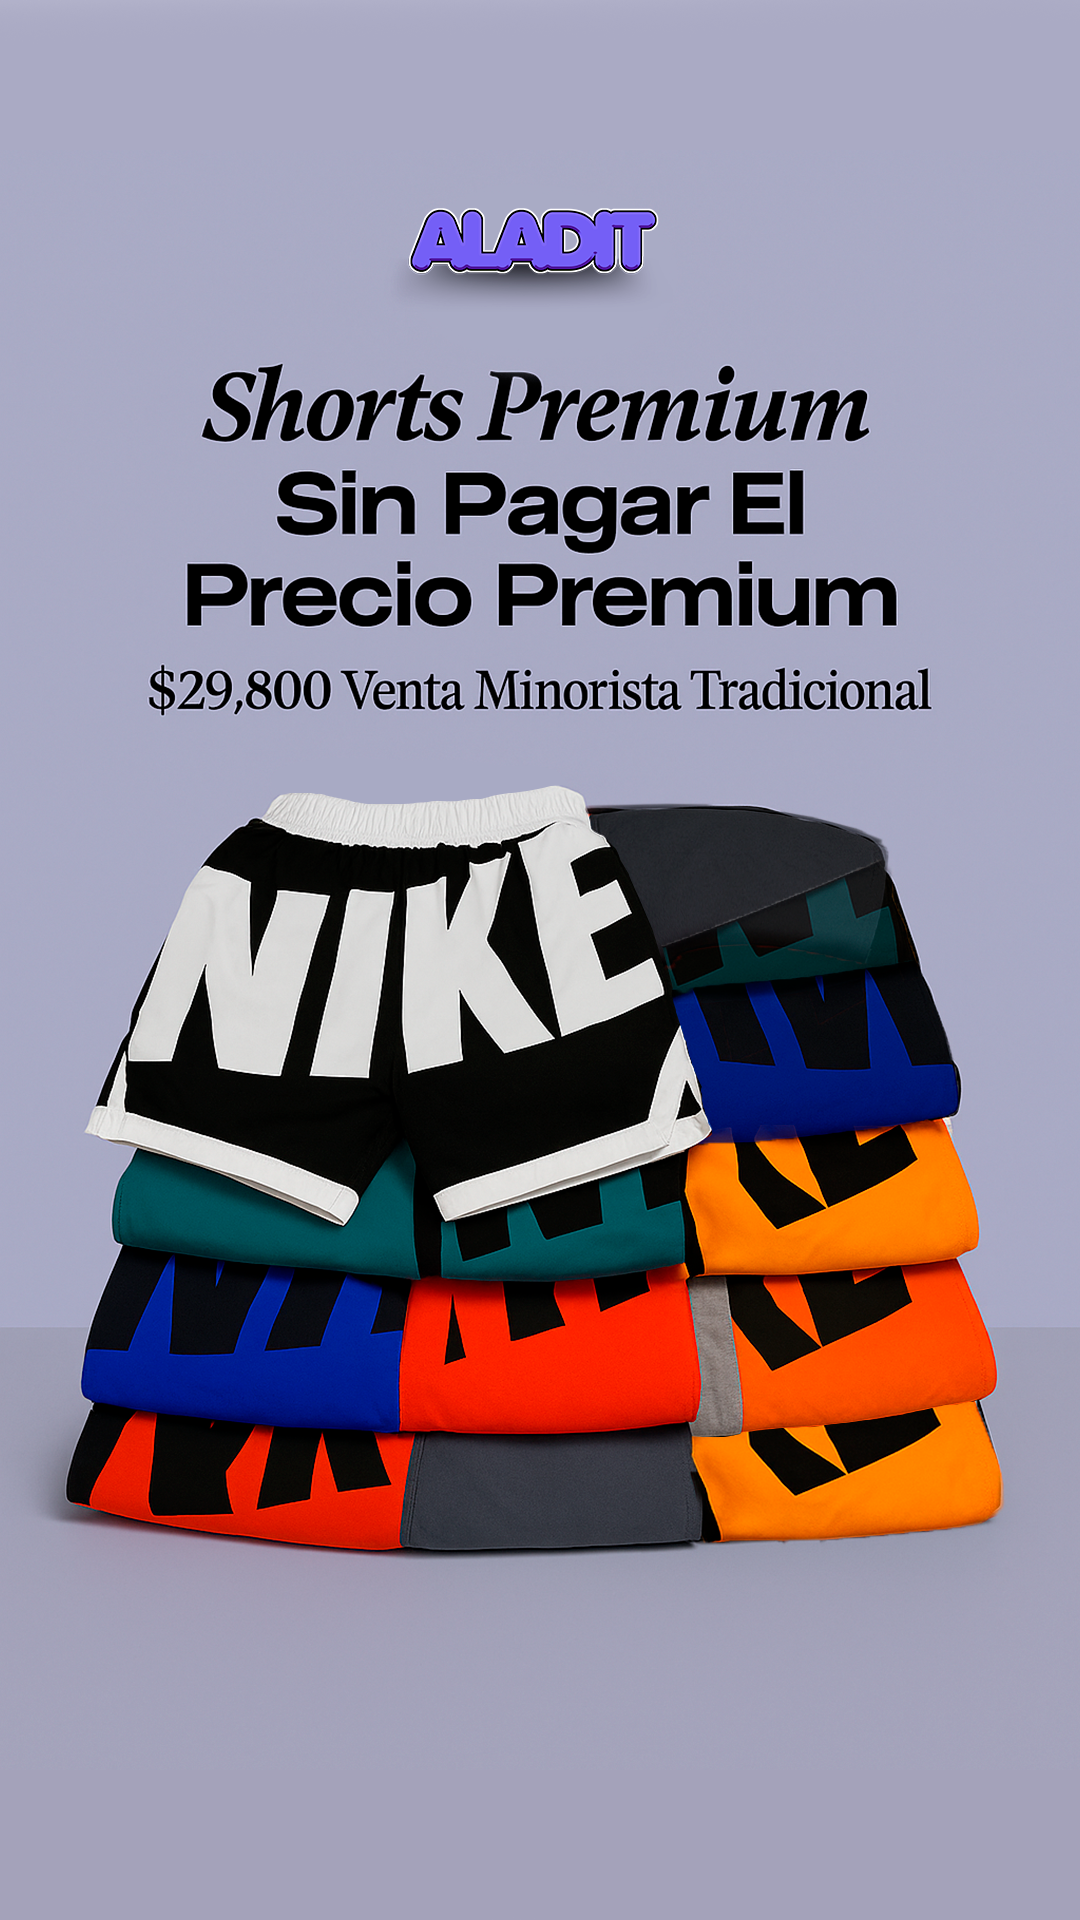 ALADIT
Shorts Premium
Sin Pagar El
Precio Premium
$29,800 Venta Minorista Tradicional
NIKE